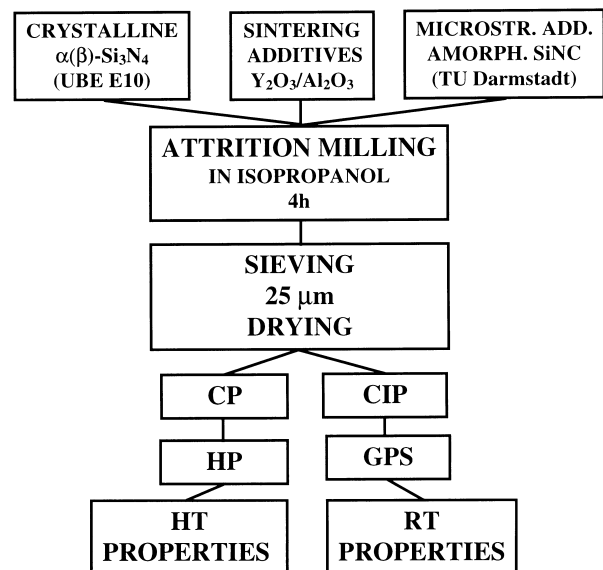 CRYSTALLINE
α(β)-Si₃N₄
(UBE E10)
SINTERING
ADDITIVES
Y₂O₃/Al₂O₃
MICROSTR. ADD.
AMORPH. SiNC
(TU Darmstadt)
ATTRITION MILLING
IN ISOPROPANOL
4h
SIEVING
25 μm
DRYING
CP
CIP
HP
GPS
HT
PROPERTIES
RT
PROPERTIES